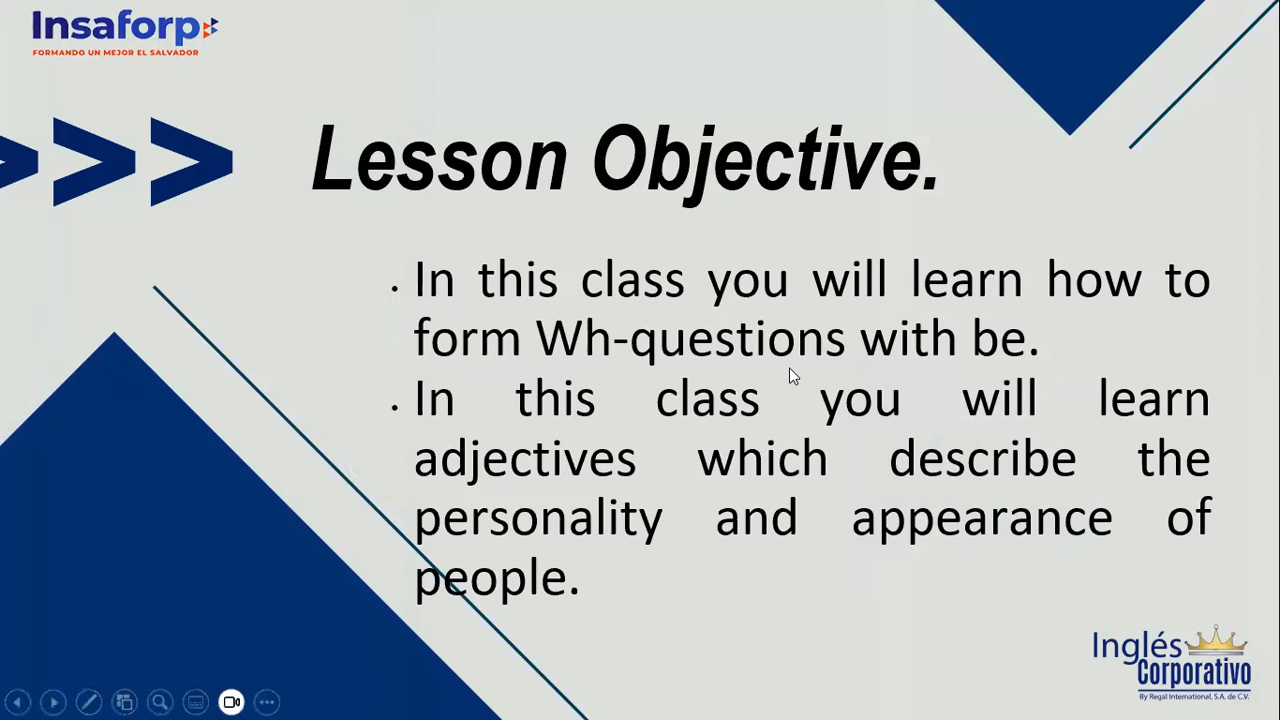 Insaforp
FORMANDO UN MEJOR EL SALVADOR
>>>
Lesson Objective.
• In this class you will learn how to
form Wh-questions with be.
• In this class you will learn
adjectives which describe the
personality and appearance of
people.
Inglés
Corporativo
By Regal International, S.A. de C.V.